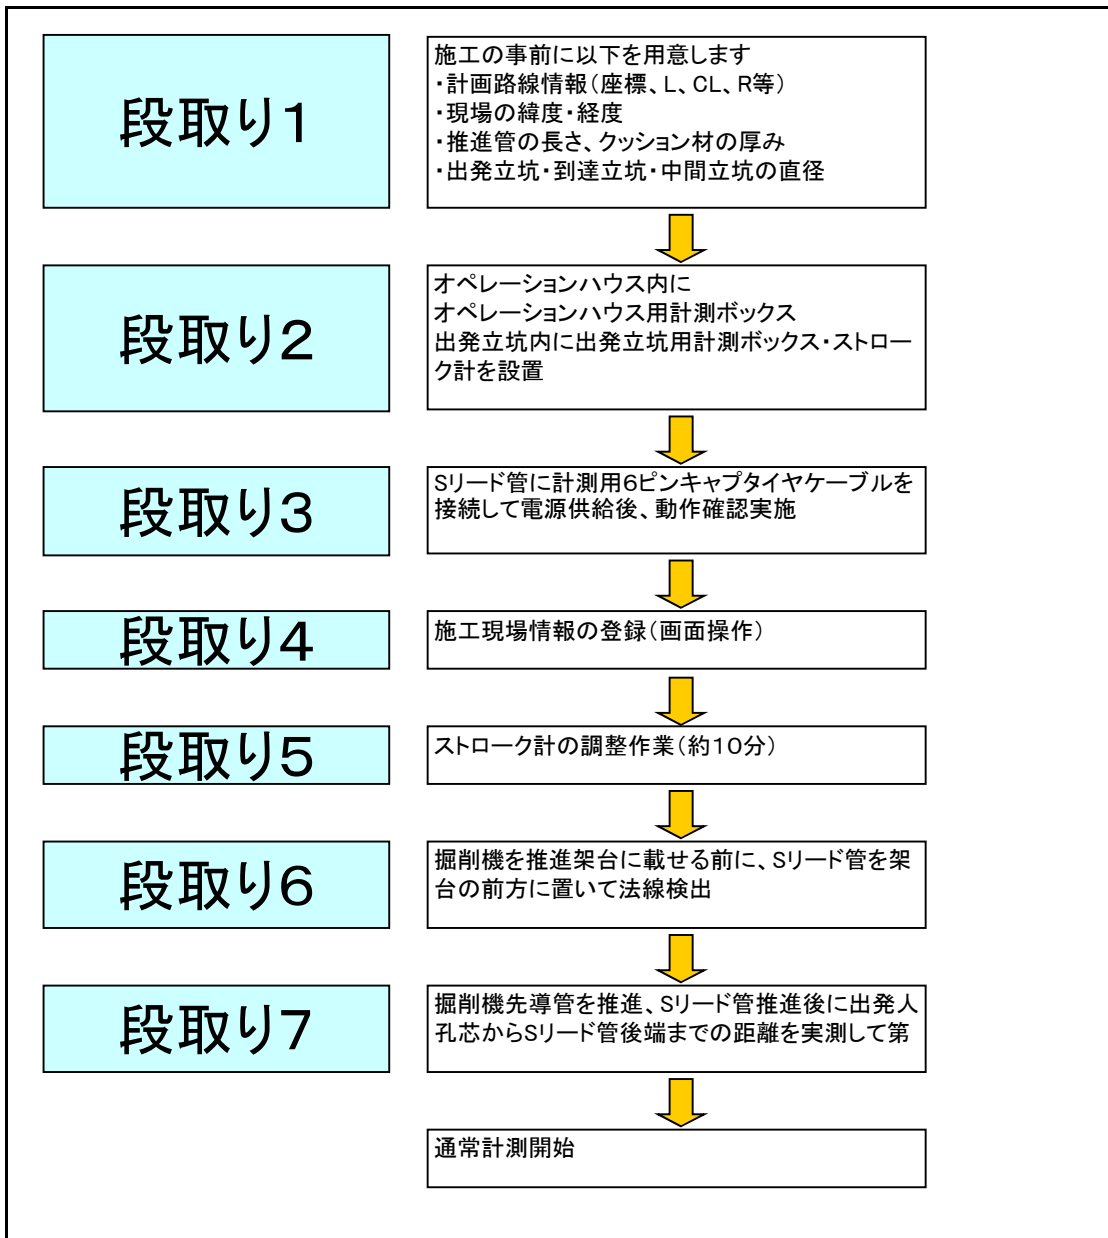 段取り1
施工の事前に以下を用意します
・計画路線情報(座標、L、CL、R等)
・現場の緯度・経度
・推進管の長さ、クッション材の厚み
・出発立坑・到達立坑・中間立坑の直径
段取り2
オペレーションハウス内に
オペレーションハウス用計測ボックス
出発立坑内に出発立坑用計測ボックス・ストロー
ク計を設置
段取り3
Sリード管に計測用6ピンキャプタイヤケーブルを
接続して電源供給後、動作確認実施
段取り4
施工現場情報の登録(画面操作)
段取り5
ストローク計の調整作業(約10分)
段取り6
掘削機を推進架台に載せる前に、Sリード管を架
台の前方に置いて法線検出
段取り7
掘削機先導管を推進、Sリード管推進後に出発人
孔芯からSリード管後端までの距離を実測して第
通常計測開始